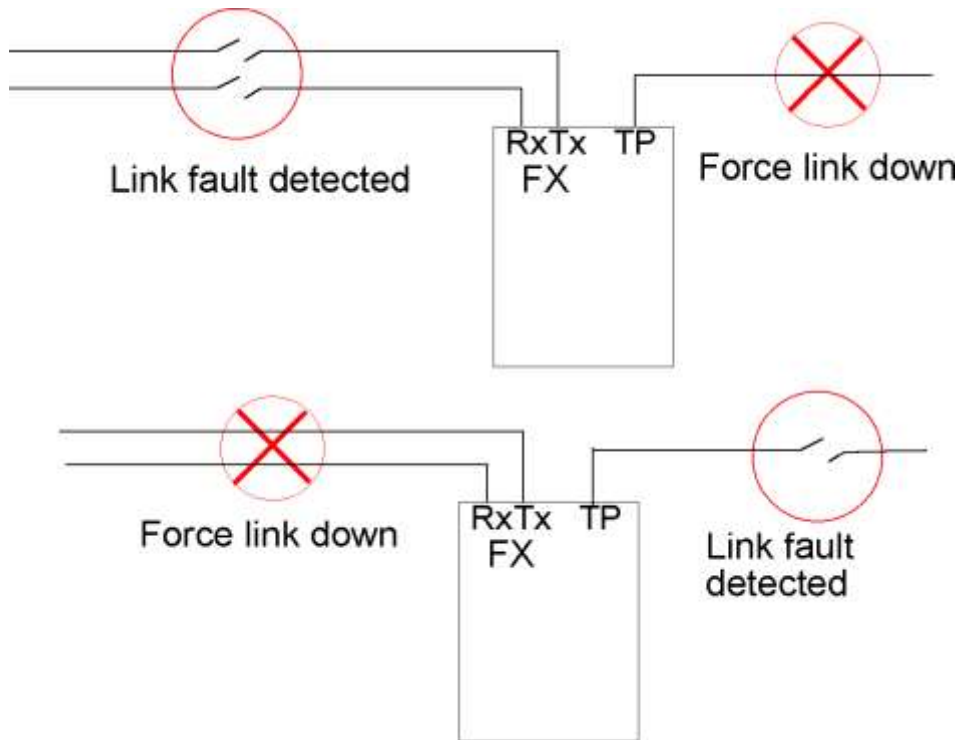 RxTx TP
FX
Link fault detected
Force link down
RxTx TP
FX
Force link down
Link fault
detected